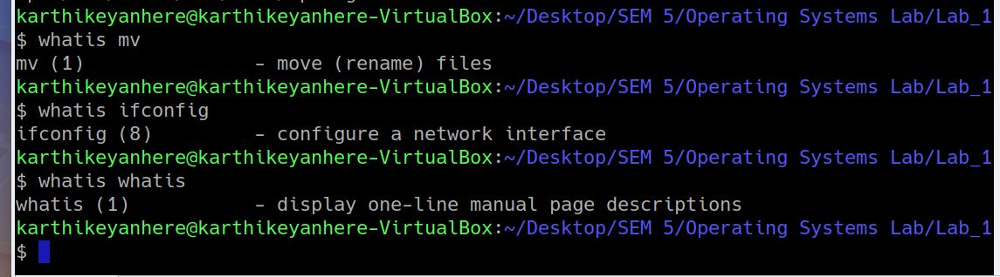 karthikeyanhere@karthikeyanhere-VirtualBox:~/Desktop/SEM 5/Operating Systems Lab/Lab_1
$ whatis mv
mv (1)               - move (rename) files
karthikeyanhere@karthikeyanhere-VirtualBox:~/Desktop/SEM 5/Operating Systems Lab/Lab_1
$ whatis ifconfig
ifconfig (8)         - configure a network interface
karthikeyanhere@karthikeyanhere-VirtualBox:~/Desktop/SEM 5/Operating Systems Lab/Lab_1
$ whatis whatis
whatis (1)           - display one-line manual page descriptions
karthikeyanhere@karthikeyanhere-VirtualBox:~/Desktop/SEM 5/Operating Systems Lab/Lab_1
$